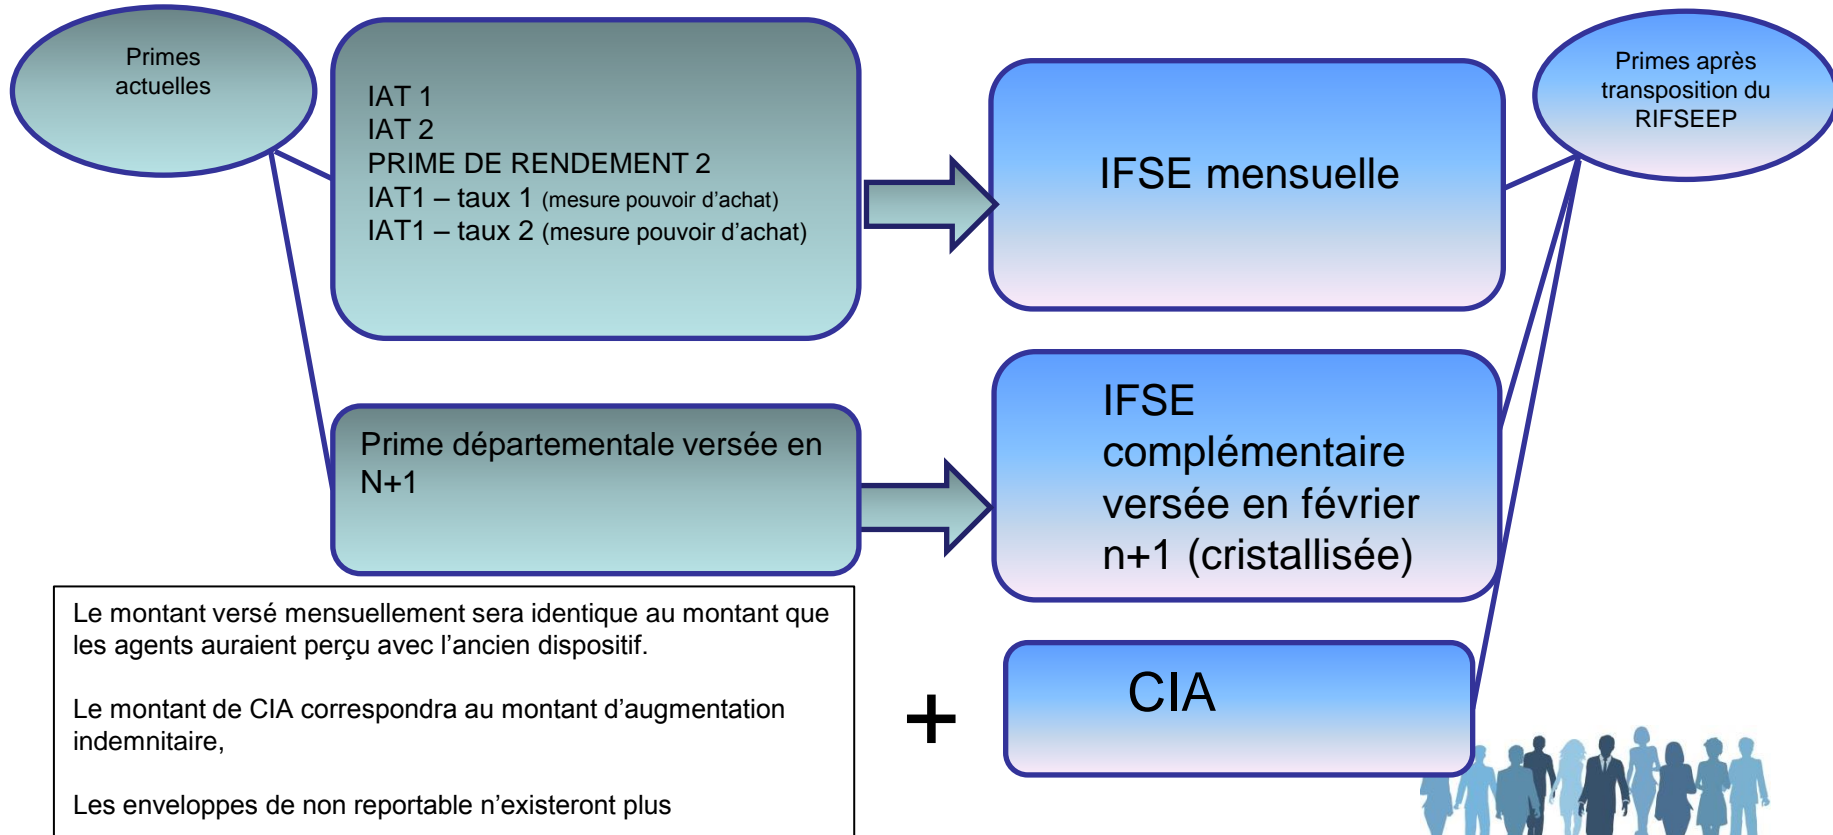 Primes
actuelles
IAT 1
IAT 2
PRIME DE RENDEMENT 2
IAT1 – taux 1 (mesure pouvoir d’achat)
IAT1 – taux 2 (mesure pouvoir d’achat)
IFSE mensuelle
Primes après
transposition du
RIFSEEP
Prime départementale versée en
N+1
IFSE
complémentaire
versée en février
n+1 (cristallisée)
Le montant versé mensuellement sera identique au montant que
les agents auraient perçu avec l’ancien dispositif.
Le montant de CIA correspondra au montant d’augmentation
indemnitaire,
Les enveloppes de non reportable n’existeront plus
+
CIA